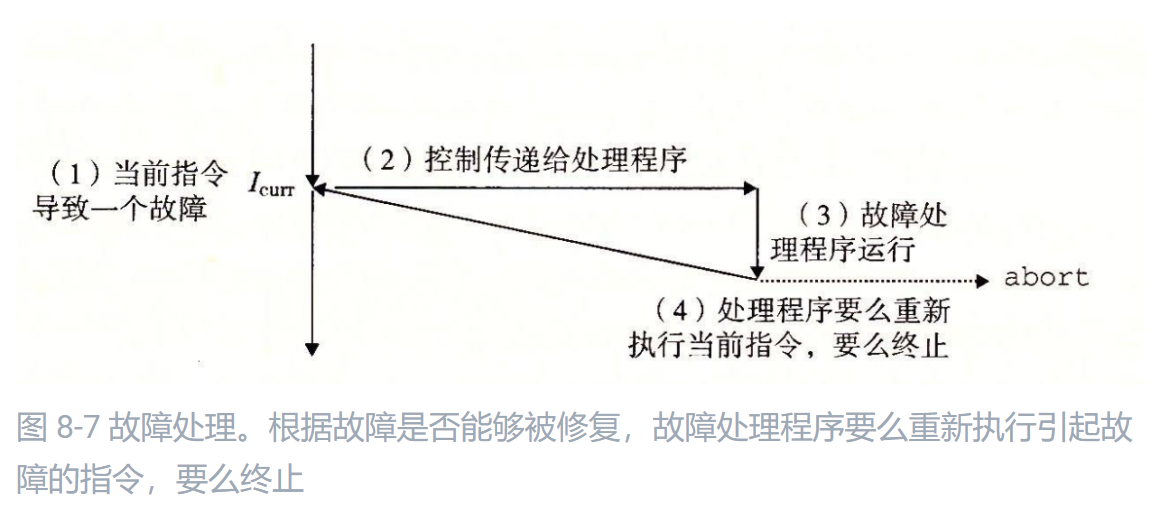 (1)当前指令
导致一个故障
Icurr
(2)控制传递给处理程序
(3)故障处
理程序运行
abort
(4)处理程序要么重新
执行当前指令,要么终止
图 8-7 故障处理。根据故障是否能够被修复,故障处理程序要么重新执行引起故
障的指令,要么终止